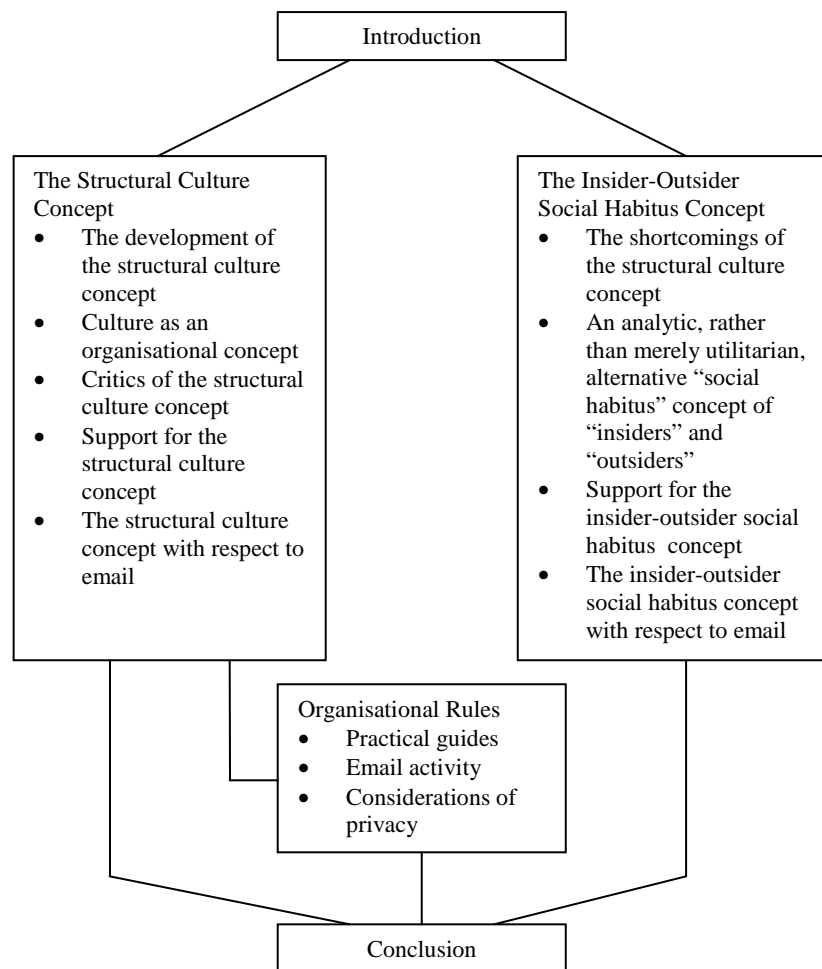 Introduction
The Structural Culture
Concept
• The development of
the structural culture
concept
• Culture as an
organisational concept
• Critics of the structural
culture concept
• Support for the
structural culture
concept
• The structural culture
concept with respect to
email
The Insider-Outsider
Social Habitus Concept
• The shortcomings of
the structural culture
concept
• An analytic, rather
than merely utilitarian,
alternative “social
habitus” concept of
“insiders” and
“outsiders”
• Support for the
insider-outsider social
habitus concept
• The insider-outsider
social habitus concept
with respect to email
Organisational Rules
• Practical guides
• Email activity
• Considerations of
privacy
Conclusion